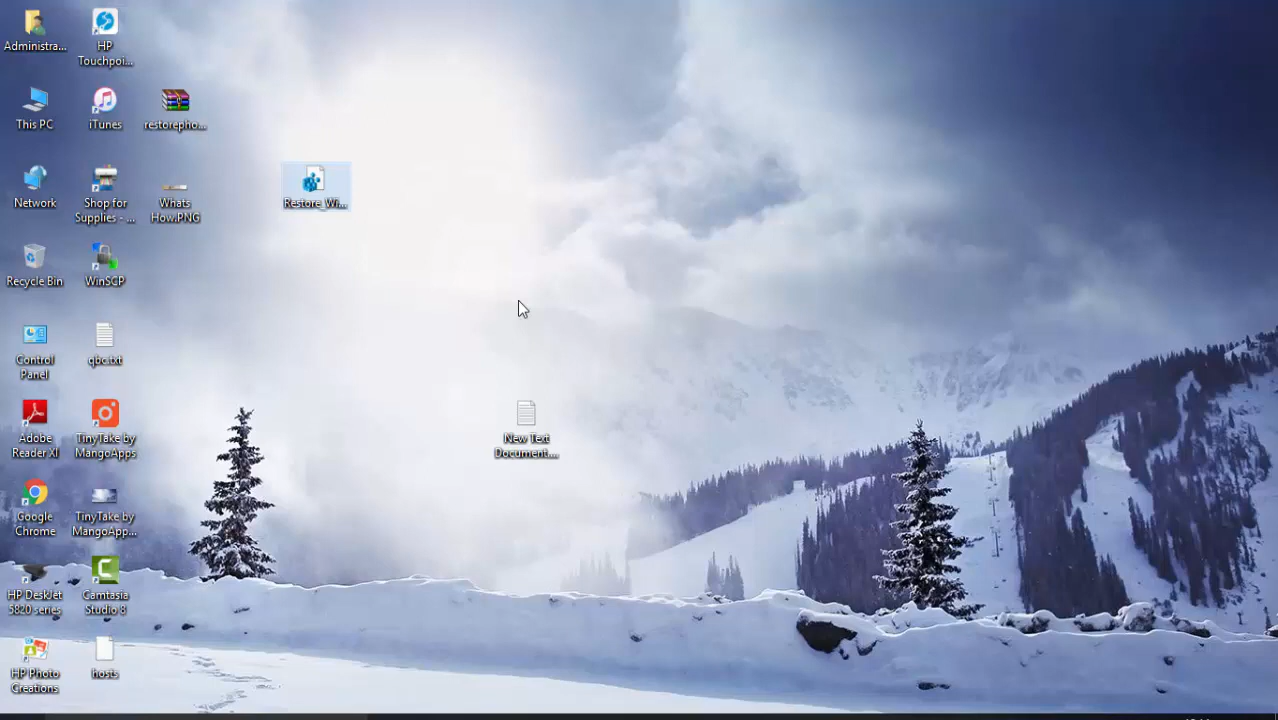 Administra...
HP
Touchpoi...
This PC
iTunes
restorepho...
Network
Shop for
Supplies - ...
Whats
How.PNG
Restore_Wi...
Recycle Bin
WinSCP
Control
Panel
qbc.txt
Adobe
Reader XI
TinyTake by
MangoApps
New Text
Document....
Google
Chrome
TinyTake by
MangoApp...
HP DeskJet
5820 series
Camtasia
Studio 8
HP Photo
Creations
hosts